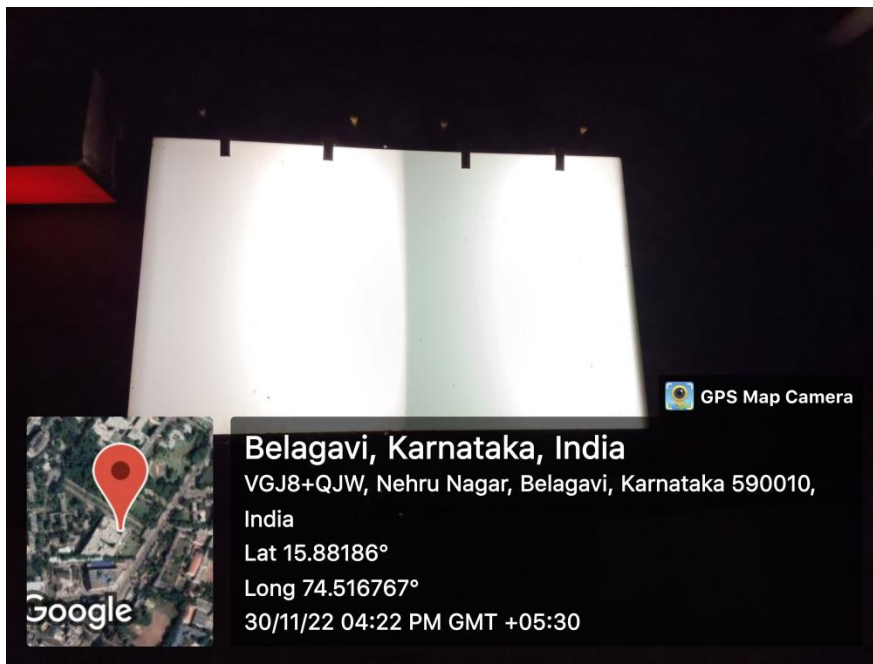 GPS Map Camera
Belagavi, Karnataka, India
VGJ8+QJW, Nehru Nagar, Belagavi, Karnataka 590010,
India
Lat 15.88186°
Long 74.516767°
30/11/22 04:22 PM GMT +05:30
Google